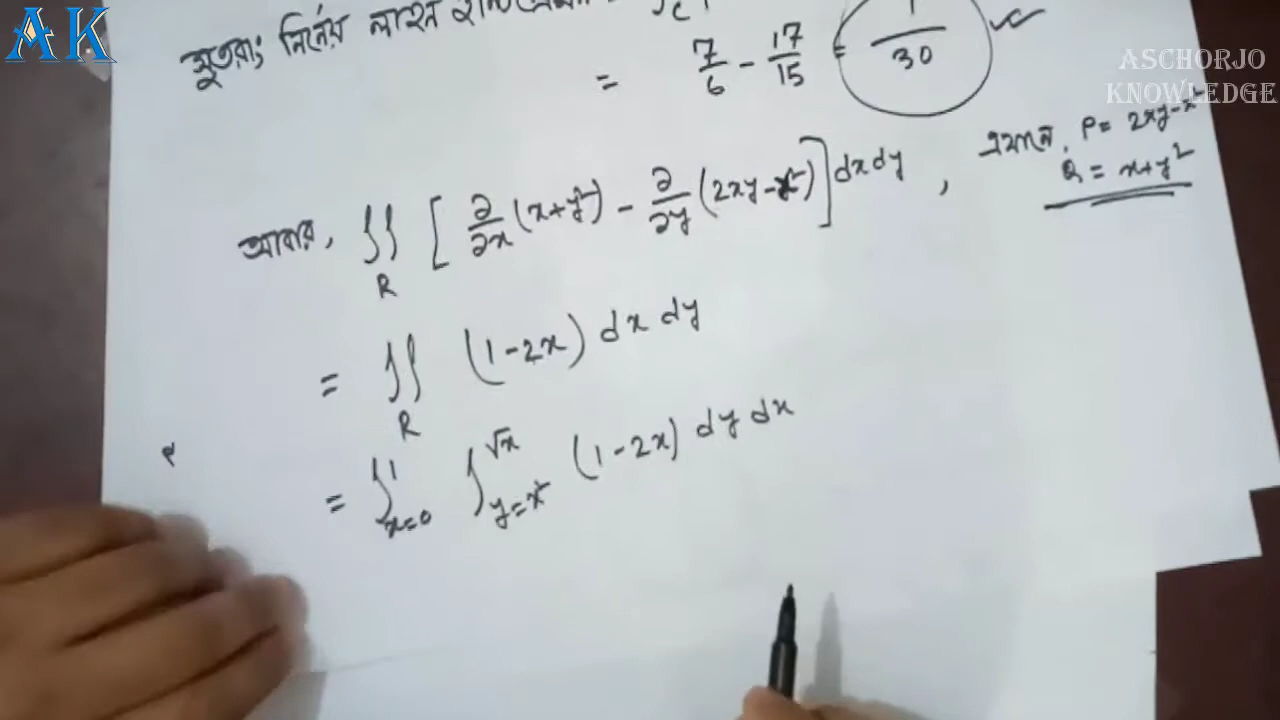 AK
ASCHORJO
KNOWLEDGE
সুতরাং নির্ণেয় লাইন
= 7/6 - 17/15 = 1/30
এখানে, P = 2xy-x²
Q = x+y²
আবার, ∬_R [ ∂/∂x (x+y²) - ∂/∂y (2xy-x²) ] dx dy ,
= ∬_R (1-2x) dx dy
= ∫_{x=0}^{1} ∫_{y=x²}^{√x} (1-2x) dy dx